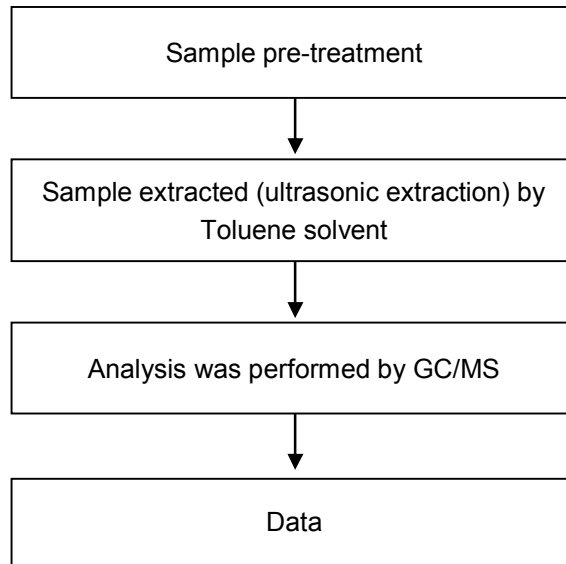 Sample pre-treatment
Sample extracted (ultrasonic extraction) by
Toluene solvent
Analysis was performed by GC/MS
Data